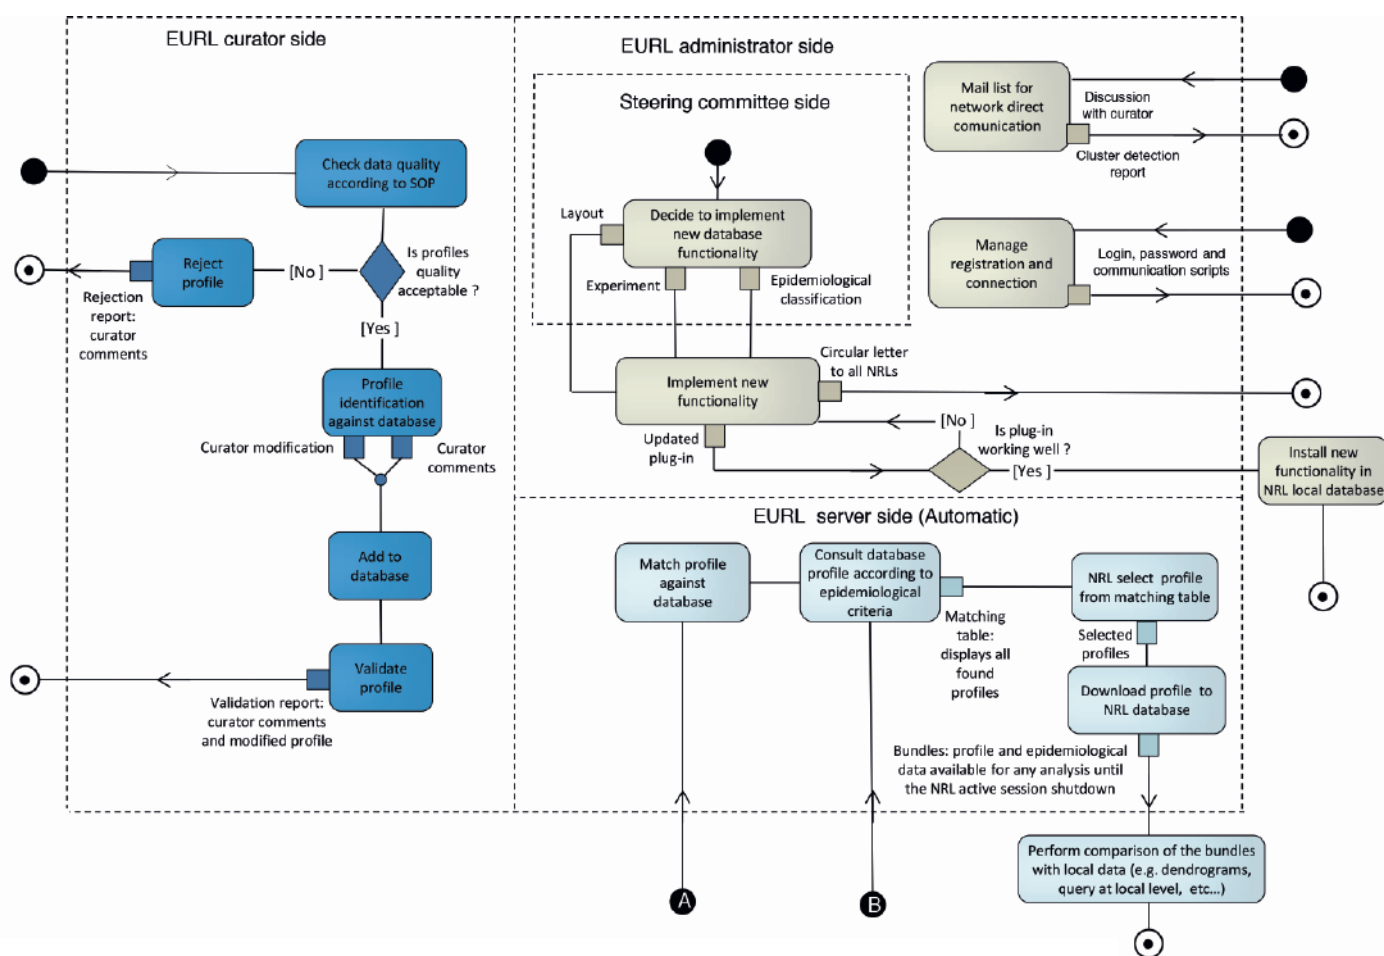 EURL curator side
Check data quality
according to SOP
Is profiles
quality
acceptable ?
[No ]
Reject
profile
Rejection
report:
curator
comments
[Yes ]
Profile
identification
against database
Curator modification
Curator
comments
Add to
database
Validate
profile
Validation report:
curator comments
and modified profile
EURL administrator side
Steering committee side
Decide to implement
new database
functionality
Layout
Experiment
Epidemiological
classification
Implement new
functionality
Circular letter
to all NRLs
Updated
plug-in
[No ]
Is plug-in
working well ?
[Yes ]
Install new
functionality in
NRL local database
Mail list for
network direct
comunication
Discussion
with curator
Cluster detection
report
Manage
registration and
connection
Login, password and
communication scripts
EURL server side (Automatic)
Match profile
against
database
Consult database
profile according to
epidemiological
criteria
Matching
table:
displays all
found
profiles
NRL select profile
from matching table
Selected
profiles
Download profile to
NRL database
Bundles: profile and epidemiological
data available for any analysis until
the NRL active session shutdown
Perform comparison of the bundles
with local data (e.g. dendrograms,
query at local level, etc...)
A
B